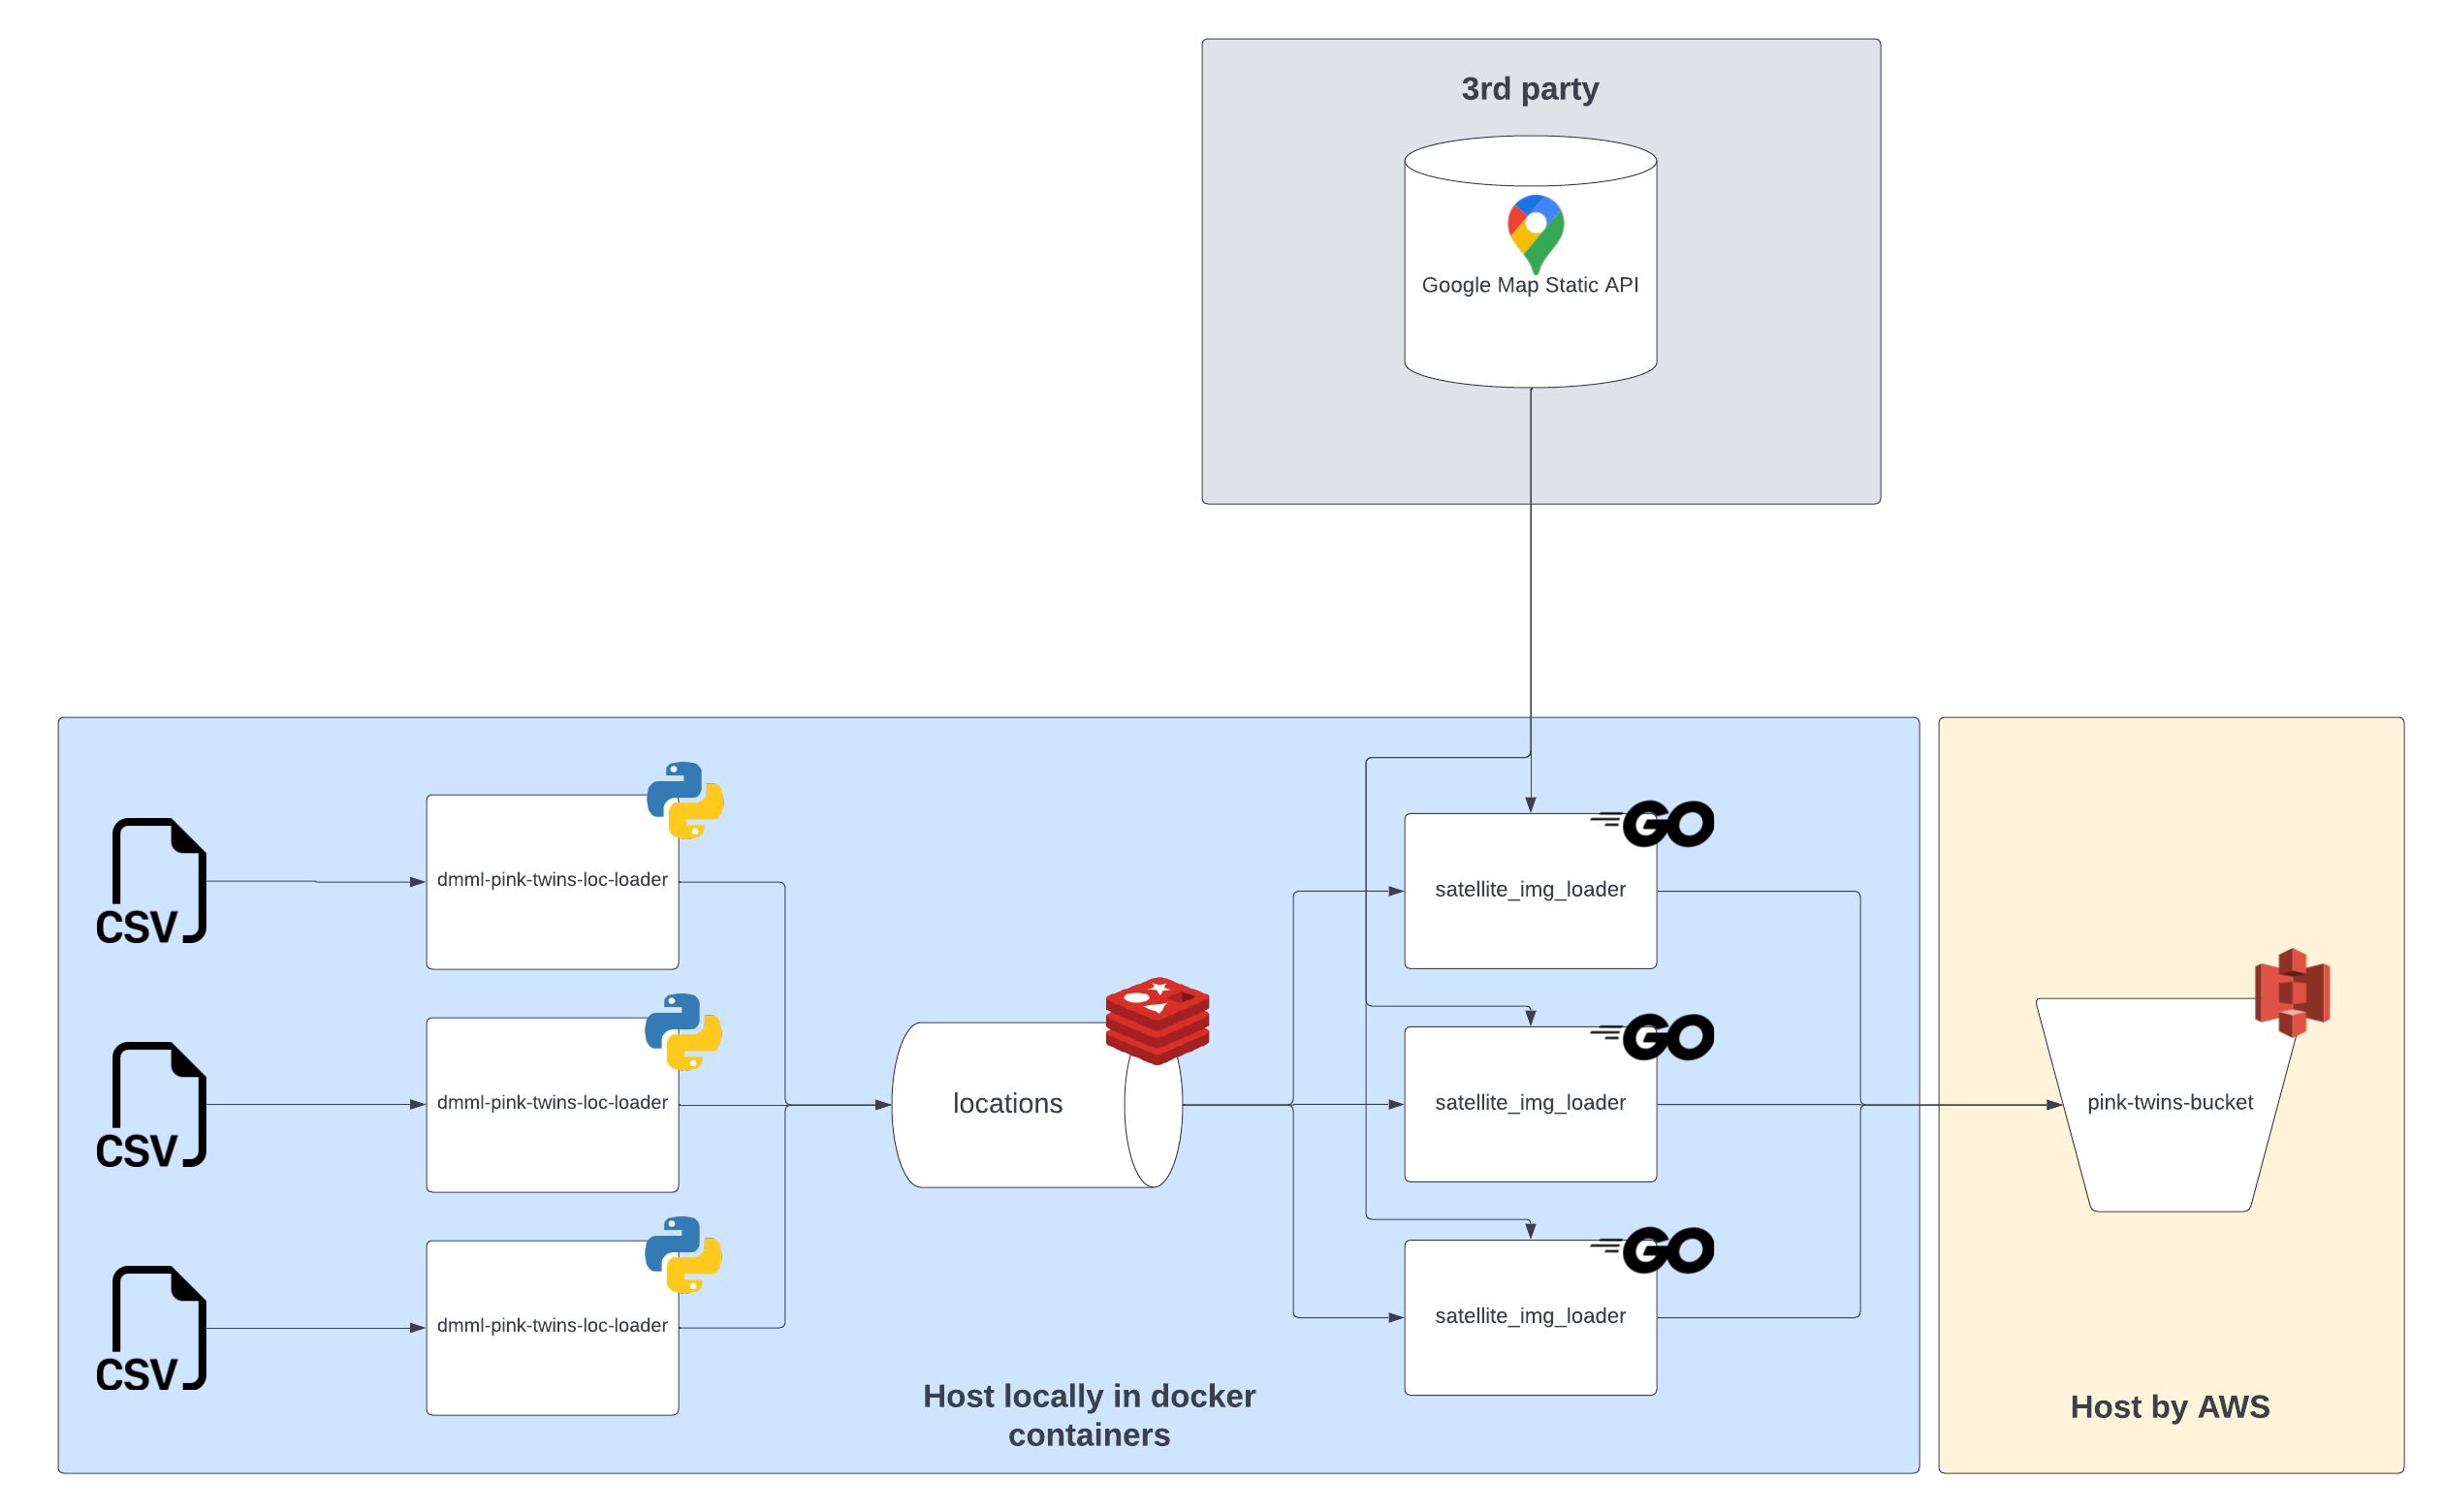 3rd party
Google Map Static API
CSV
dmml-pink-twins-loc-loader
GO
satellite_img_loader
CSV
dmml-pink-twins-loc-loader
locations
GO
satellite_img_loader
pink-twins-bucket
CSV
dmml-pink-twins-loc-loader
GO
satellite_img_loader
Host locally in docker
containers
Host by AWS